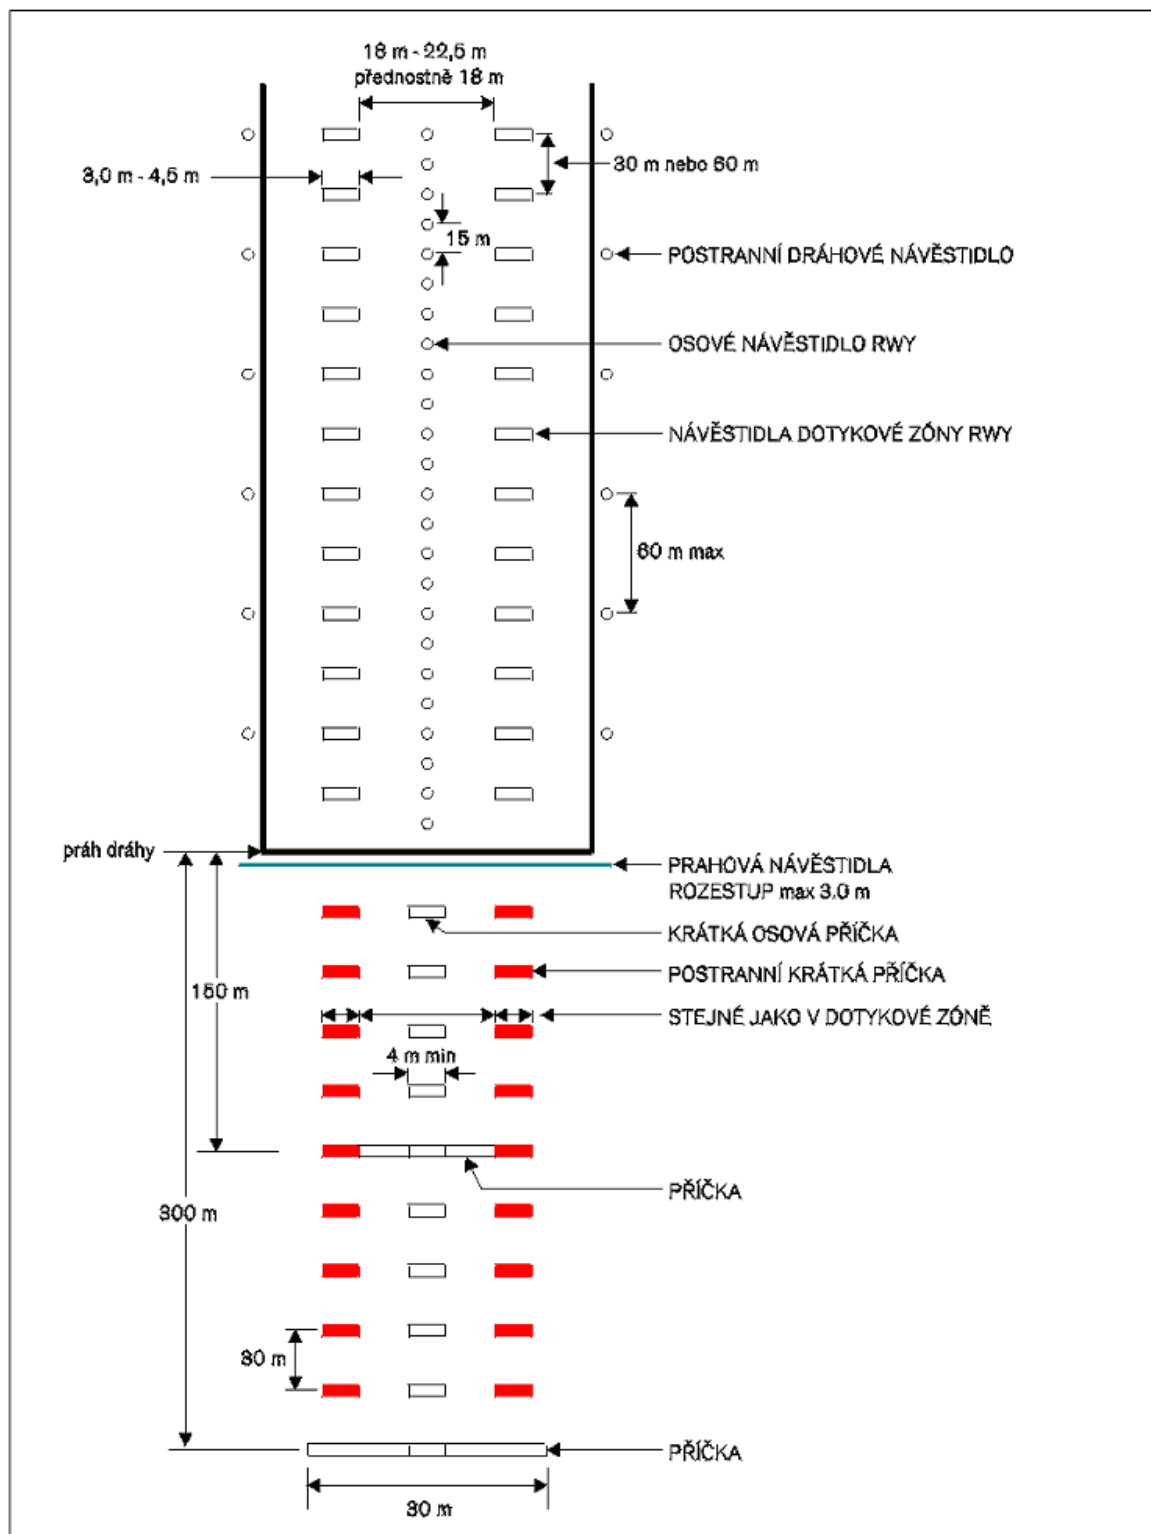 18 m - 22,5 m
přednostně 18 m
3,0 m - 4,5 m
30 m nebo 60 m
15 m
POSTRANNÍ DRÁHOVÉ NÁVĚSTIDLO
OSOVÉ NÁVĚSTIDLO RWY
NÁVĚSTIDLA DOTYKOVÉ ZÓNY RWY
60 m max
práh dráhy
PRAHOVÁ NÁVĚSTIDLA
ROZESTUP max 3.0 m
KRÁTKÁ OSOVÁ PŘÍČKA
POSTRANNÍ KRÁTKÁ PŘÍČKA
150 m
STEJNÉ JAKO V DOTYKOVÉ ZÓNĚ
4 m min
PŘÍČKA
300 m
30 m
PŘÍČKA
30 m